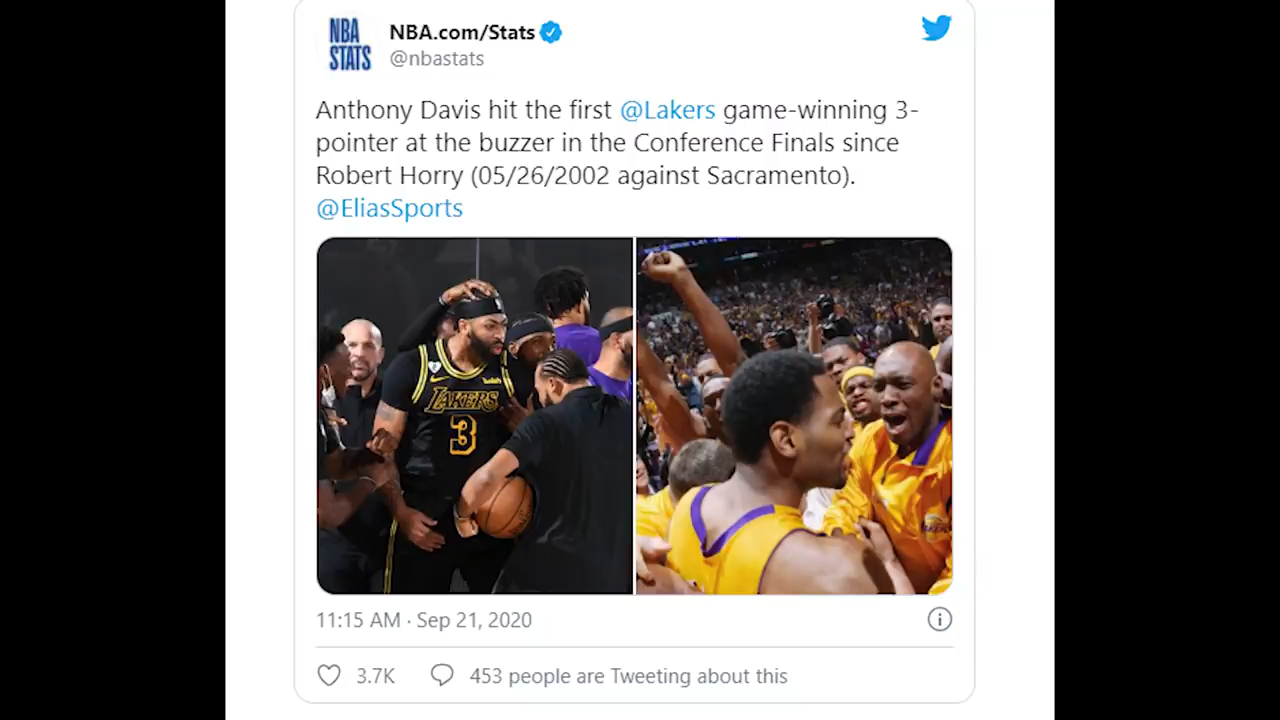 NBA
STATS
NBA.com/Stats
@nbastats
Anthony Davis hit the first @Lakers game-winning 3-
pointer at the buzzer in the Conference Finals since
Robert Horry (05/26/2002 against Sacramento).
@EliasSports
LAKERS
3
11:15 AM · Sep 21, 2020
3.7K
453 people are Tweeting about this